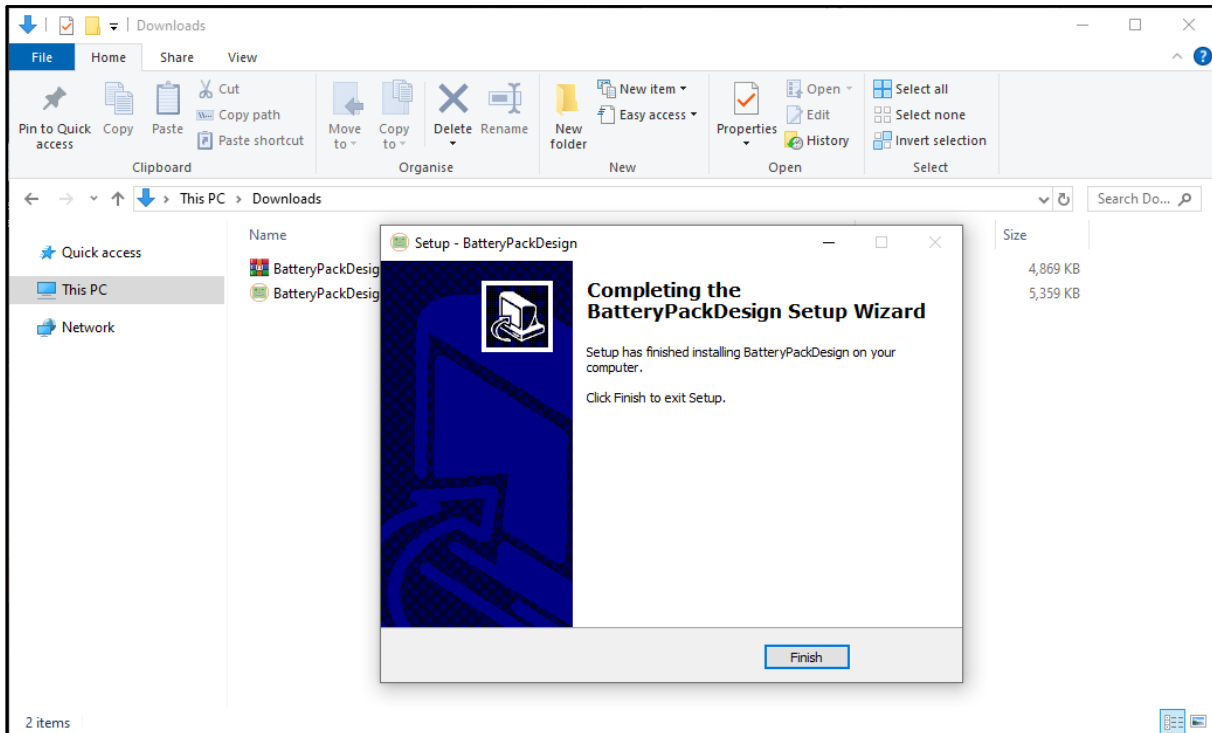 Downloads
File Home Share View
Pin to Quick access
Copy
Paste
Cut
Copy path
Paste shortcut
Clipboard
Move to
Copy to
Delete
Rename
Organise
New folder
New item
Easy access
New
Properties
Open
Edit
History
Open
Select all
Select none
Invert selection
Select
This PC > Downloads
Search Do...
Quick access
This PC
Network
Name
Size
BatteryPackDesig
4,869 KB
BatteryPackDesig
5,359 KB
Setup - BatteryPackDesign
Completing the
BatteryPackDesign Setup Wizard
Setup has finished installing BatteryPackDesign on your
computer.
Click Finish to exit Setup.
Finish
2 items